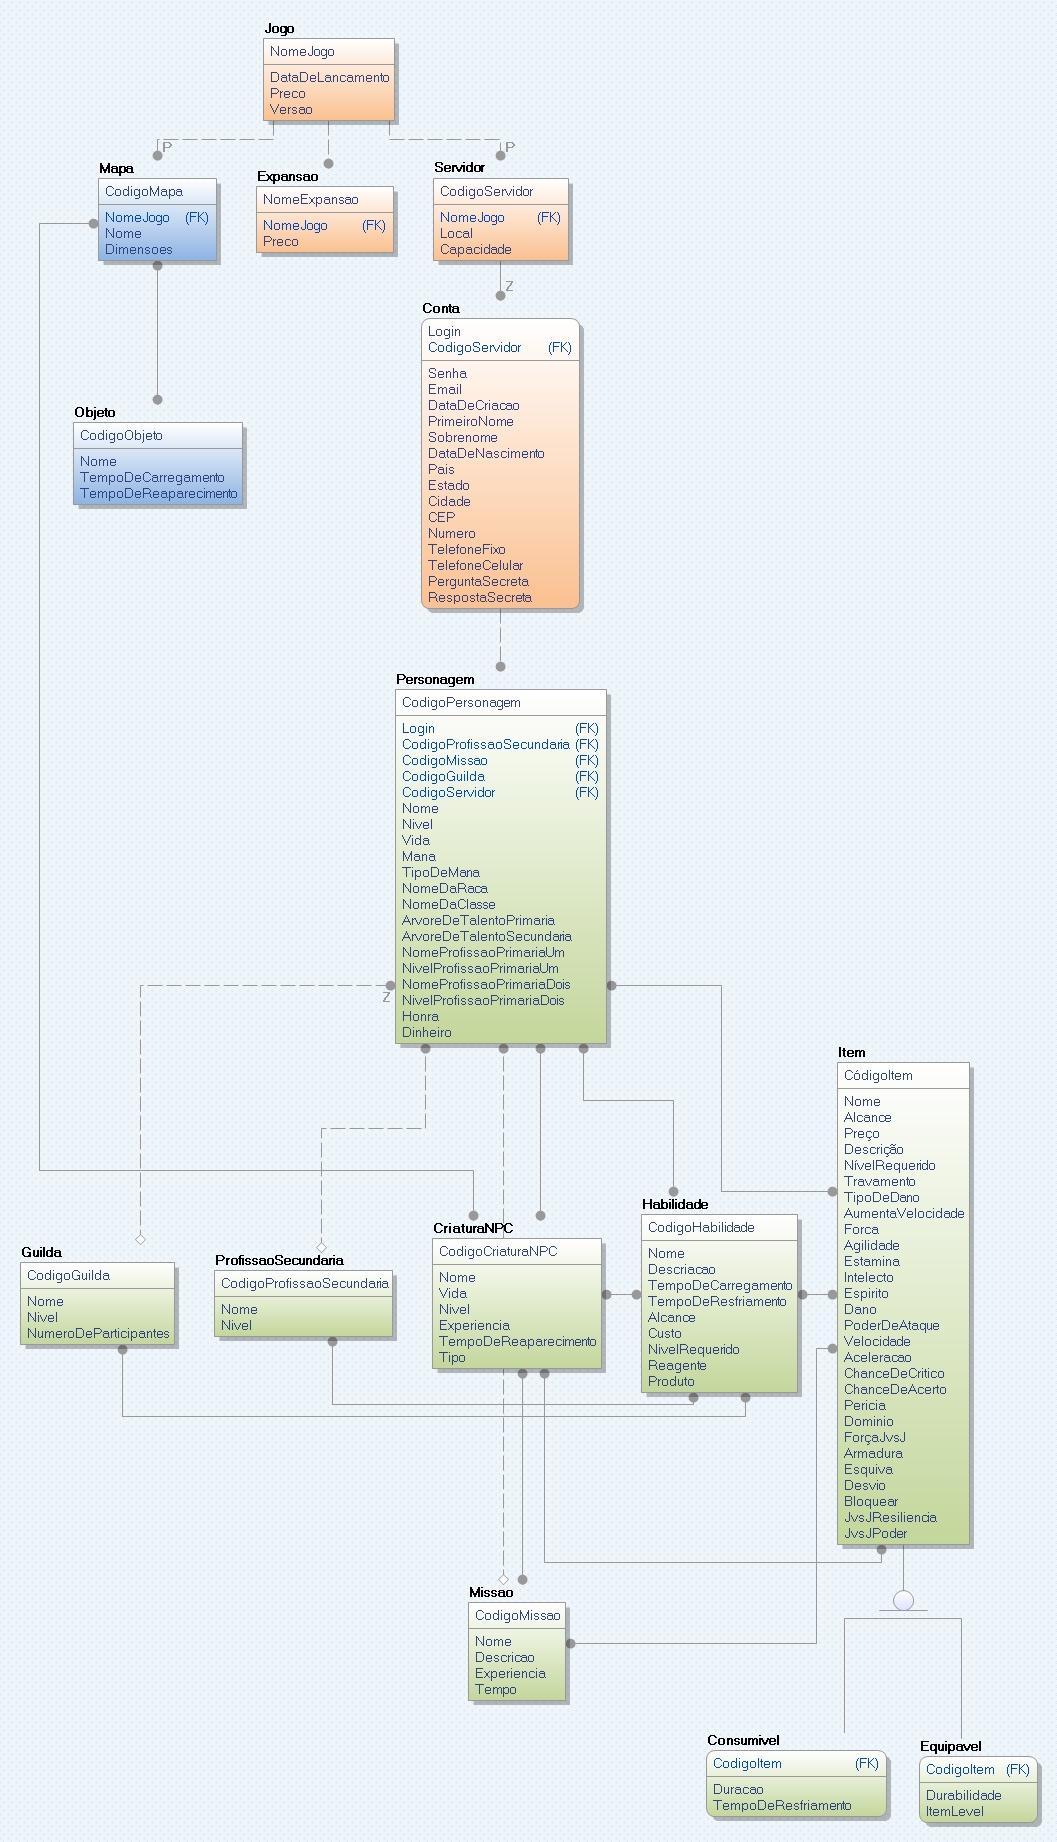 Jogo
NomeJogo
DataDeLancamento
Preco
Versao
P
P
Mapa
CodigoMapa
NomeJogo (FK)
Nome
Dimensoes
Expansao
NomeExpansao
NomeJogo (FK)
Preco
Servidor
CodigoServidor
NomeJogo (FK)
Local
Capacidade
Z
Conta
Login
CodigoServidor (FK)
Senha
Email
DataDeCriacao
PrimeiroNome
Sobrenome
DataDeNascimento
Pais
Estado
Cidade
CEP
Numero
TelefoneFixo
TelefoneCelular
PerguntaSecreta
RespostaSecreta
Objeto
CodigoObjeto
Nome
TempoDeCarregamento
TempoDeReaparecimento
Personagem
CodigoPersonagem
Login (FK)
CodigoProfissaoSecundaria (FK)
CodigoMissao (FK)
CodigoGuilda (FK)
CodigoServidor (FK)
Nome
Nivel
Vida
Mana
TipoDeMana
NomeDaRaca
NomeDaClasse
ArvoreDeTalentoPrimaria
ArvoreDeTalentoSecundaria
NomeProfissaoPrimariaUm
NivelProfissaoPrimariaUm
NomeProfissaoPrimariaDois
NivelProfissaoPrimariaDois
Honra
Dinheiro
Z
Item
CódigoItem
Nome
Alcance
Preço
Descrição
NívelRequerido
Travamento
TipoDeDano
AumentaVelocidade
Forca
Agilidade
Estamina
Intelecto
Espirito
Dano
PoderDeAtaque
Velocidade
Aceleracao
ChanceDeCritico
ChanceDeAcerto
Pericia
Dominio
ForçaJvsJ
Armadura
Esquiva
Desvio
Bloquear
JvsJResiliencia
JvsJPoder
Guilda
CodigoGuilda
Nome
Nivel
NumeroDeParticipantes
ProfissaoSecundaria
CodigoProfissaoSecundaria
Nome
Nivel
CriaturaNPC
CodigoCriaturaNPC
Nome
Vida
Nivel
Experiencia
TempoDeReaparecimento
Tipo
Habilidade
CodigoHabilidade
Nome
Descriacao
TempoDeCarregamento
TempoDeResfriamento
Alcance
Custo
NivelRequerido
Reagente
Produto
Missao
CodigoMissao
Nome
Descricao
Experiencia
Tempo
Consumivel
CodigoItem (FK)
Duracao
TempoDeResfriamento
Equipavel
CodigoItem (FK)
Durabilidade
ItemLevel